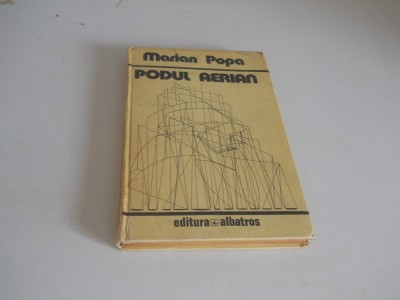 Marian Popa
PODUL AERIAN
editura albatros